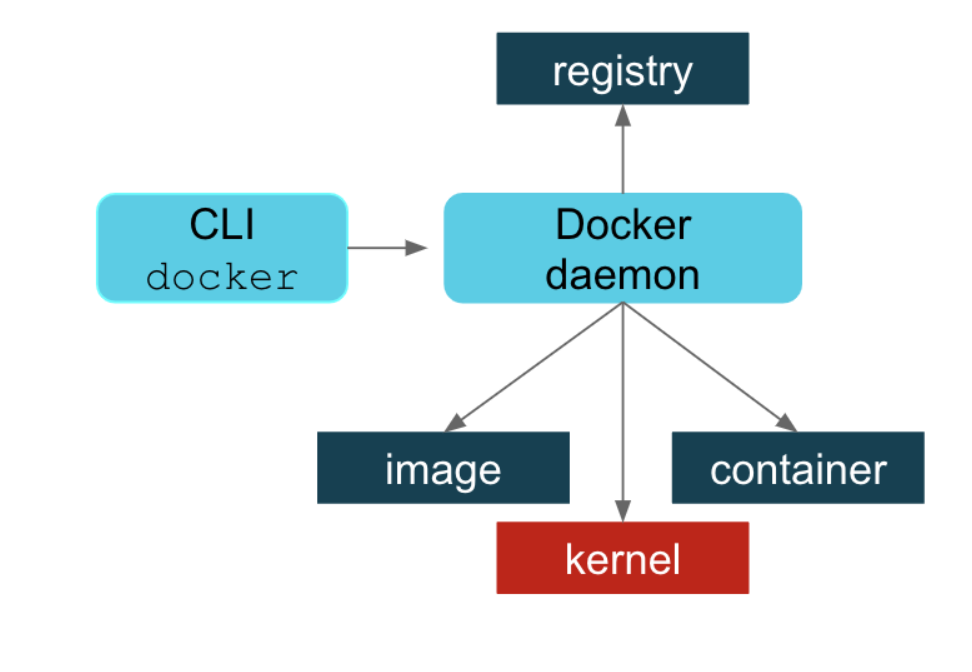 registry
CLI
docker
Docker
daemon
image
container
kernel